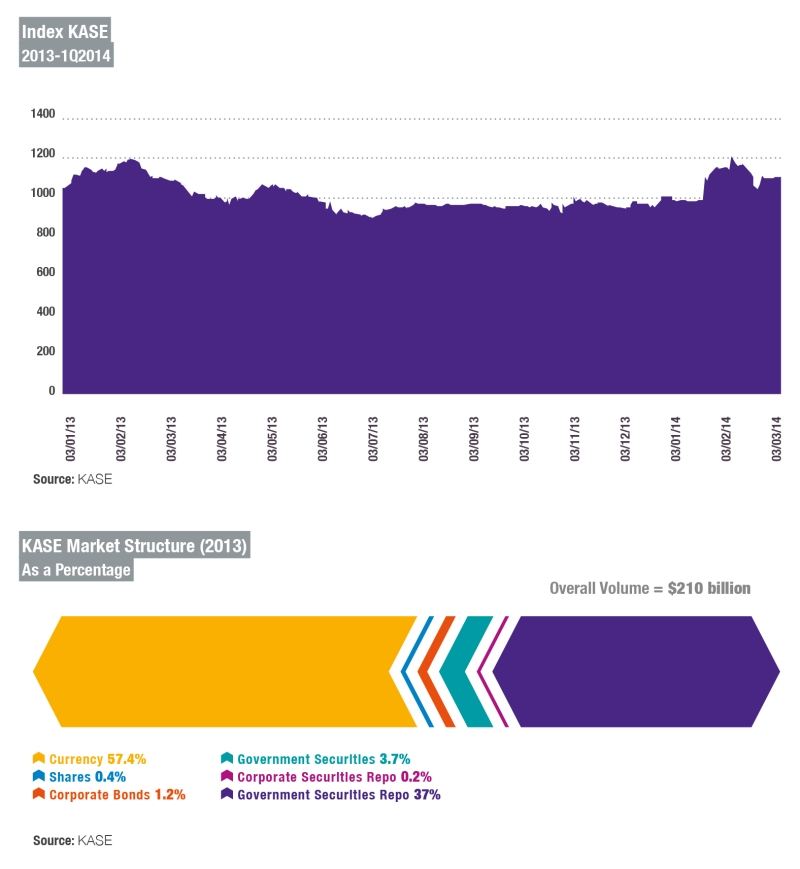 Index KASE
2013-1Q2014
1400
1200
1000
800
600
400
200
0
03/01/13
03/02/13
03/03/13
03/04/13
03/05/13
03/06/13
03/07/13
03/08/13
03/09/13
03/10/13
03/11/13
03/12/13
03/01/14
03/02/14
03/03/14
Source: KASE
KASE Market Structure (2013)
As a Percentage
Overall Volume = $210 billion
Currency 57.4%
Shares 0.4%
Corporate Bonds 1.2%
Government Securities 3.7%
Corporate Securities Repo 0.2%
Government Securities Repo 37%
Source: KASE